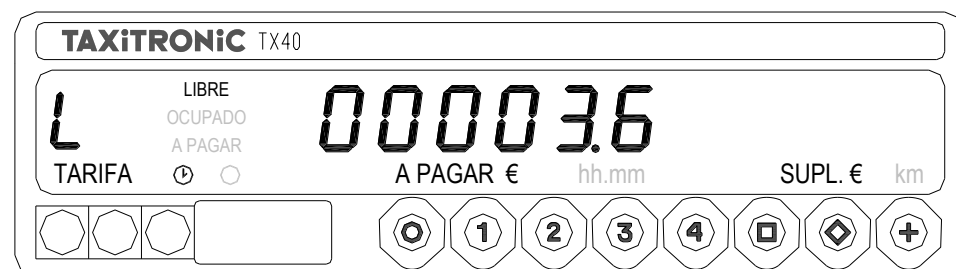 TAXiTRONiC TX40
LIBRE
OCUPADO
A PAGAR
L 00003.6
TARIFA A PAGAR € hh.mm SUPL. € km
1 2 3 4 +